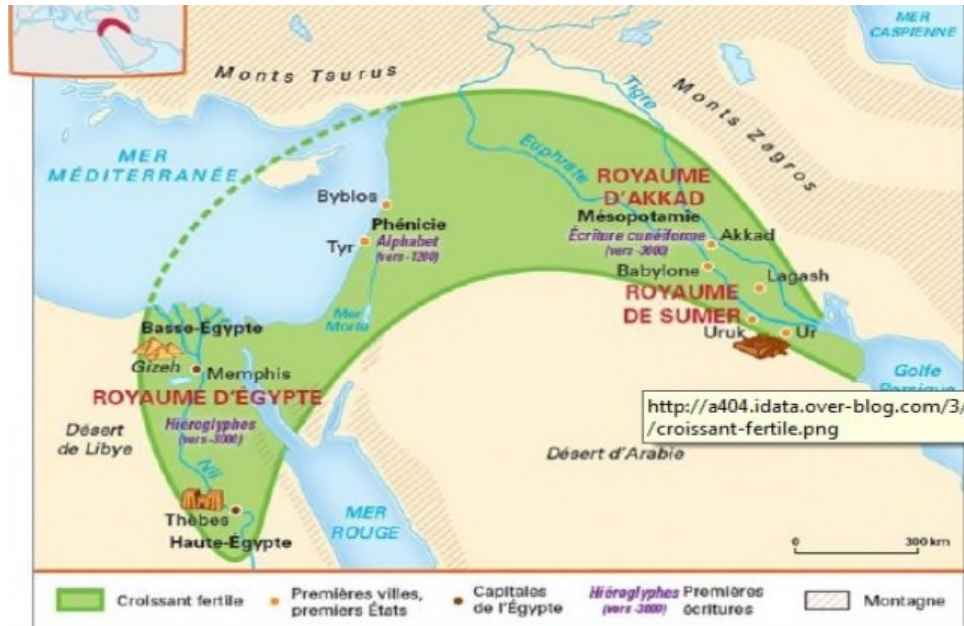 MER
CASPIENNE
Monts Taurus
Tigre
Monts Zagros
MER
MÉDITERRANÉE
Euphrate
ROYAUME
D'AKKAD
Byblos
Mésopotamie
Phénicie
Écriture cunéiforme
(vers -3000)
Akkad
Tyr
Alphabet
(vers -1200)
Babylone
Lagash
ROYAUME
DE SUMER
Mer
Morte
Uruk
Ur
Basse-Égypte
Gizeh
Memphis
Golfe
Persique
ROYAUME D'ÉGYPTE
http://a404.idata.over-blog.com/3/
/croissant-fertile.png
Hiéroglyphes
(vers -3000)
Désert
de Libye
Désert d'Arabie
Nil
Thèbes
MER
ROUGE
Haute-Égypte
0 300 km
Croissant fertile
Premières villes,
premiers États
Capitales
de l'Égypte
Hiéroglyphes Premières
(vers -3000) écritures
Montagne